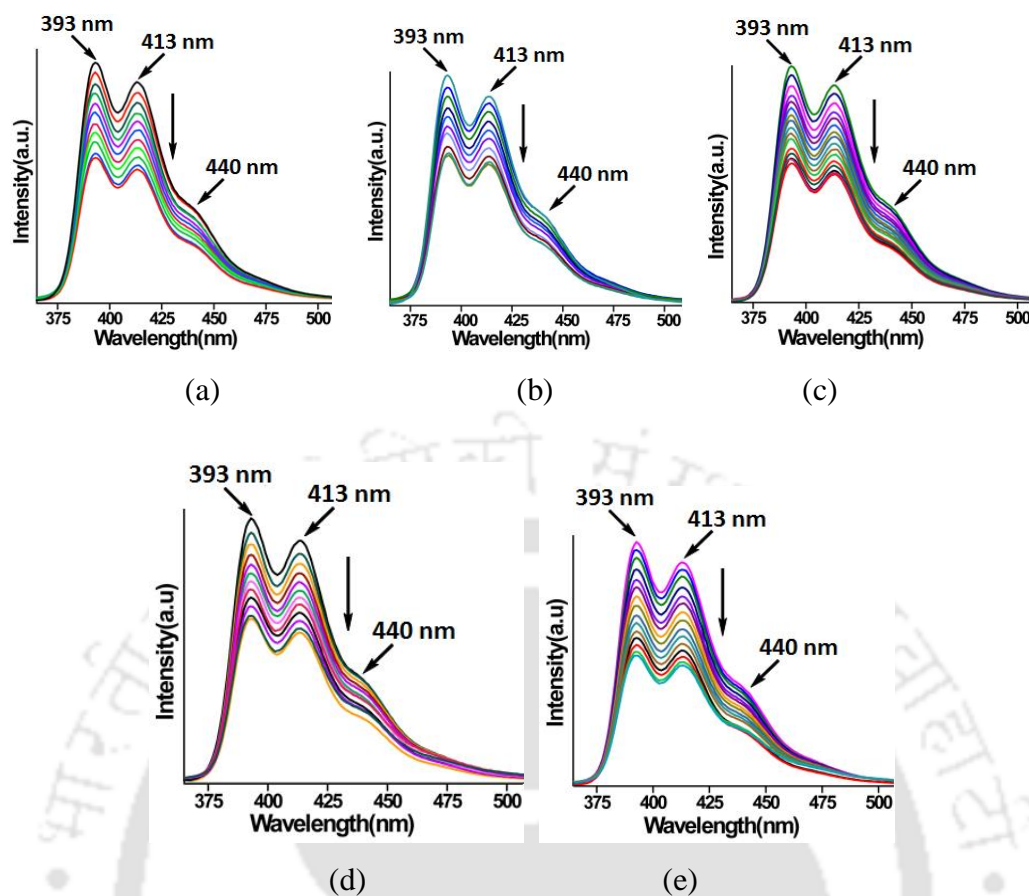 393 nm
413 nm
440 nm
Intensity(a.u.)
375 400 425 450 475 500
Wavelength(nm)
(a)
393 nm
413 nm
440 nm
Intensity(a.u.)
375 400 425 450 475 500
Wavelength(nm)
(b)
393 nm
413 nm
440 nm
Intensity(a.u.)
375 400 425 450 475 500
Wavelength(nm)
(c)
393 nm
413 nm
440 nm
Intensity(a.u)
375 400 425 450 475 500
Wavelength(nm)
(d)
393 nm
413 nm
440 nm
Intensity(a.u.)
375 400 425 450 475 500
Wavelength(nm)
(e)